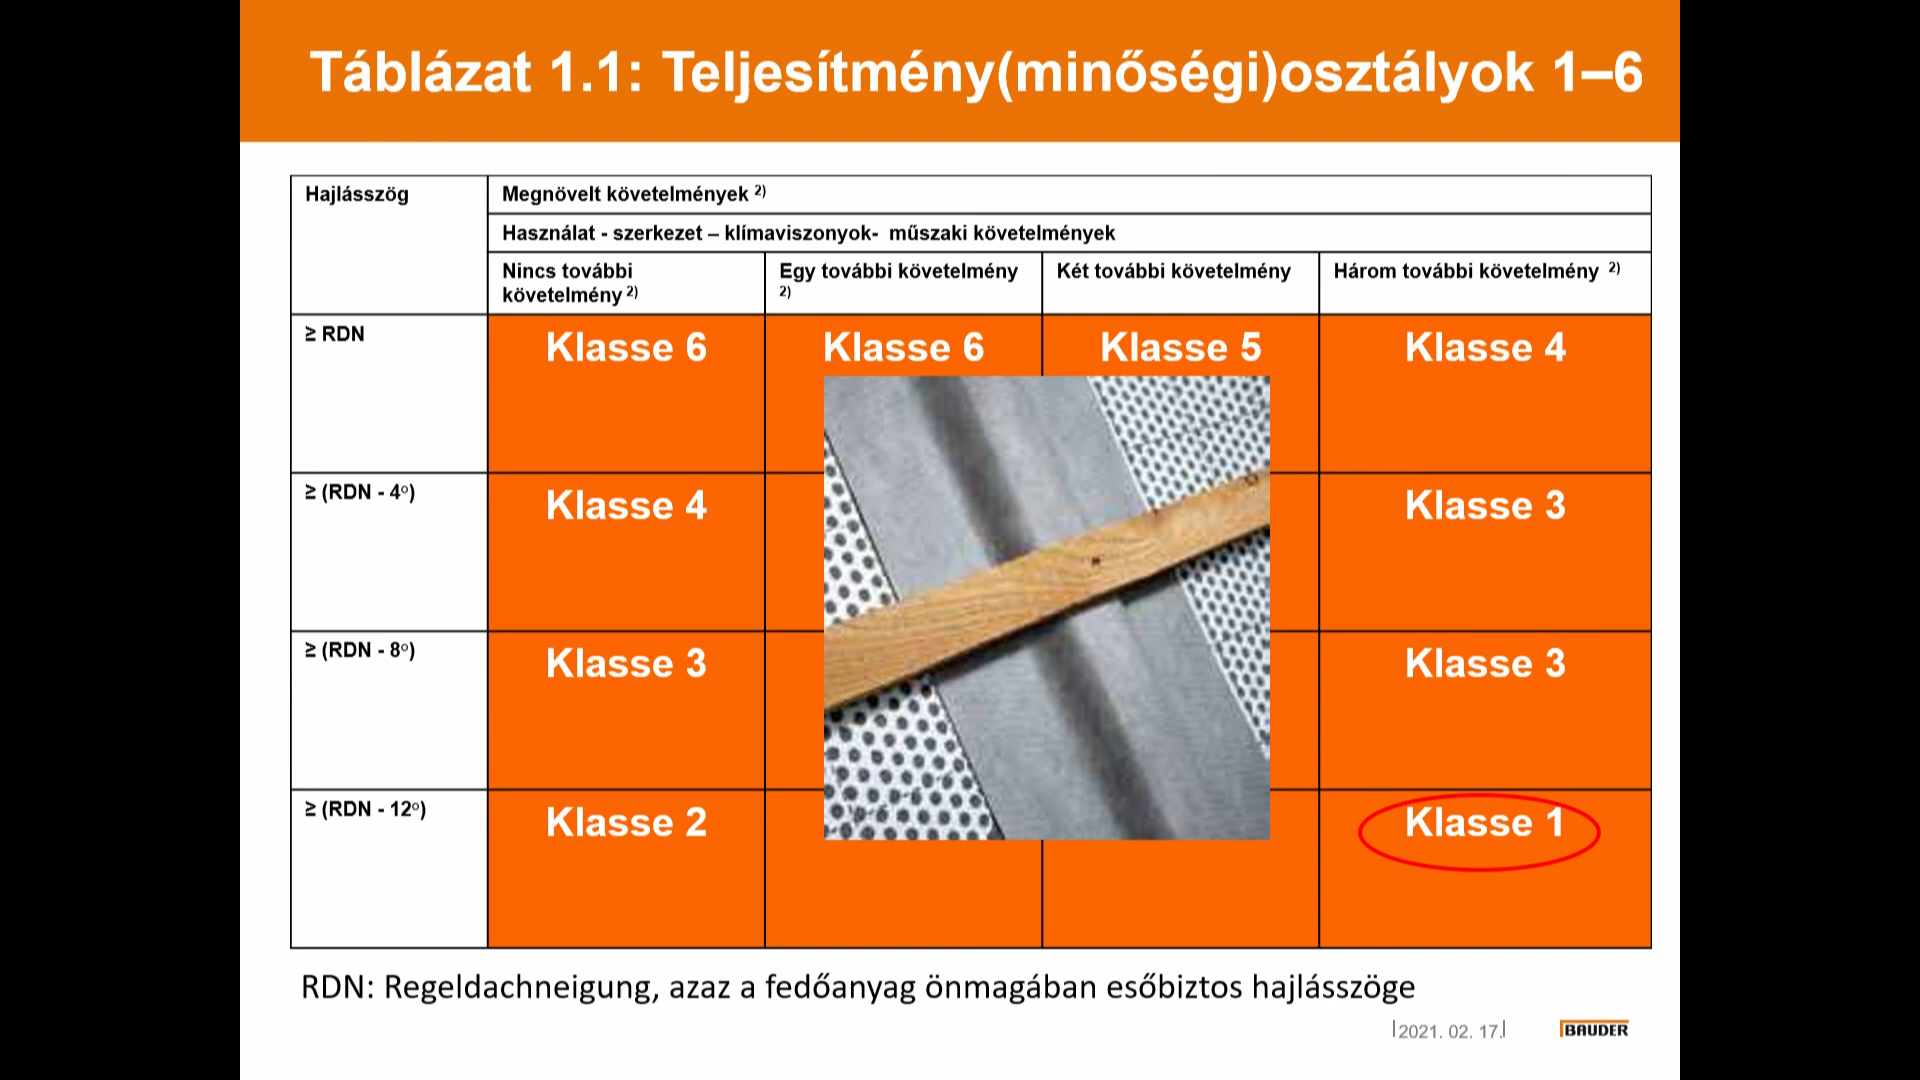 Táblázat 1.1: Teljesítmény(minőségi)osztályok 1–6
Hajlásszög
Megnövelt követelmények 2)
Használat - szerkezet – klímaviszonyok- műszaki követelmények
Nincs további
követelmény 2)
Egy további követelmény
2)
Két további követelmény
Három további követelmény 2)
≥ RDN
Klasse 6
Klasse 6
Klasse 5
Klasse 4
≥ (RDN - 4º)
Klasse 4
Klasse 3
≥ (RDN - 8º)
Klasse 3
Klasse 3
≥ (RDN - 12º)
Klasse 2
Klasse 1
RDN: Regeldachneigung, azaz a fedőanyag önmagában esőbiztos hajlásszöge
|2021. 02. 17.|
BAUDER